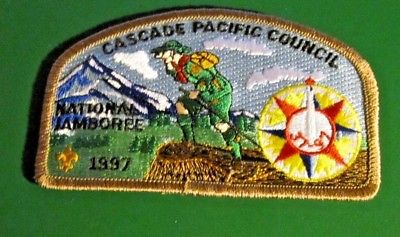 CASCADE PACIFIC COUNCIL
NATIONAL
JAMBOREE
1997